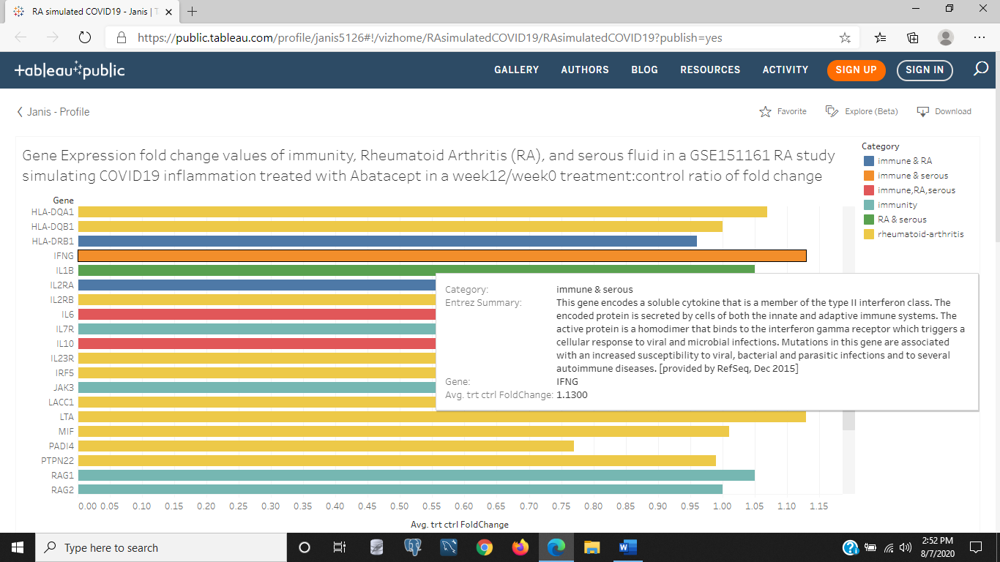 RA simulated COVID19 - Janis | T
https://public.tableau.com/profile/janis5126#!/vizhome/RAsimulatedCOVID19/RAsimulatedCOVID19?publish=yes
+ableau public
GALLERY AUTHORS BLOG RESOURCES ACTIVITY SIGN UP SIGN IN
Janis - Profile
Favorite Explore (Beta) Download
Gene Expression fold change values of immunity, Rheumatoid Arthritis (RA), and serous fluid in a GSE151161 RA study
simulating COVID19 inflammation treated with Abatacept in a week12/week0 treatment:control ratio of fold change
Category
immune & RA
immune & serous
immune,RA,serous
immunity
RA & serous
rheumatoid-arthritis
Gene
HLA-DQA1
HLA-DQB1
HLA-DRB1
IFNG
IL1B
IL2RA
IL2RB
IL6
IL7R
IL10
IL23R
IRF5
JAK3
LACC1
LTA
MIF
PADI4
PTPN22
RAG1
RAG2
Category: immune & serous
Entrez Summary: This gene encodes a soluble cytokine that is a member of the type II interferon class. The
encoded protein is secreted by cells of both the innate and adaptive immune systems. The
active protein is a homodimer that binds to the interferon gamma receptor which triggers a
cellular response to viral and microbial infections. Mutations in this gene are associated
with an increased susceptibility to viral, bacterial and parasitic infections and to several
autoimmune diseases. [provided by RefSeq, Dec 2015]
Gene: IFNG
Avg. trt ctrl FoldChange: 1.1300
0.00 0.05 0.10 0.15 0.20 0.25 0.30 0.35 0.40 0.45 0.50 0.55 0.60 0.65 0.70 0.75 0.80 0.85 0.90 0.95 1.00 1.05 1.10 1.15
Avg. trt ctrl FoldChange
Type here to search
2:52 PM
8/7/2020